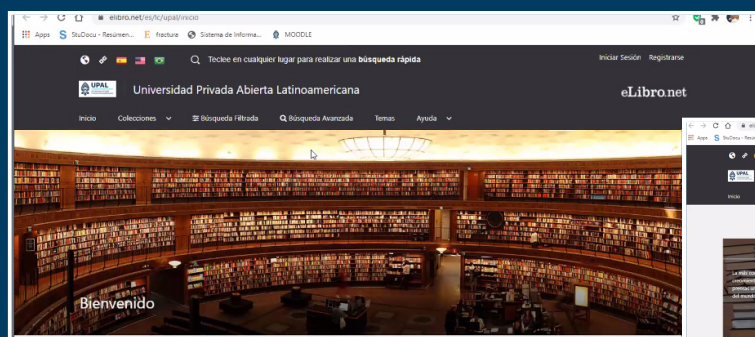 elibro.net/es/lc/upal/inicio
Apps StuDocu - Resúmen... fractura Sistema de Informa... MOODLE
Teclee en cualquier lugar para realizar una búsqueda rápida
Iniciar Sesión Registrarse
UPAL
Universidad Privada Abierta Latinoamericana
eLibro.net
Inicio Colecciones Búsqueda Filtrada Búsqueda Avanzada Temas Ayuda
Bienvenido
Apps
UPAL
Inicio